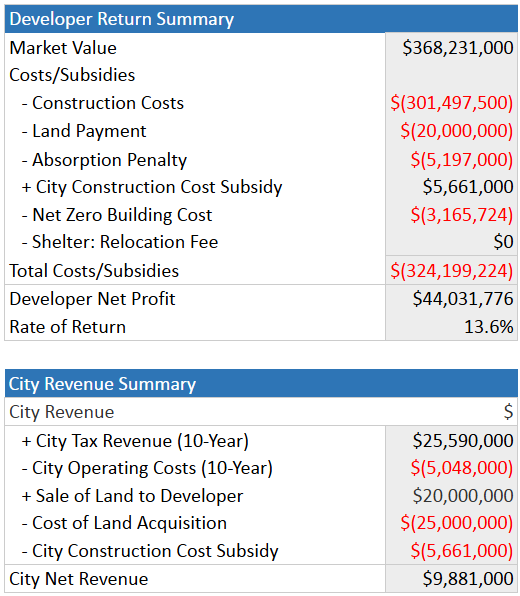 Developer Return Summary
Market Value $368,231,000
Costs/Subsidies
- Construction Costs $(301,497,500)
- Land Payment $(20,000,000)
- Absorption Penalty $(5,197,000)
+ City Construction Cost Subsidy $5,661,000
- Net Zero Building Cost $(3,165,724)
- Shelter: Relocation Fee $0
Total Costs/Subsidies $(324,199,224)
Developer Net Profit $44,031,776
Rate of Return 13.6%
City Revenue Summary
City Revenue $
+ City Tax Revenue (10-Year) $25,590,000
- City Operating Costs (10-Year) $(5,048,000)
+ Sale of Land to Developer $20,000,000
- Cost of Land Acquisition $(25,000,000)
- City Construction Cost Subsidy $(5,661,000)
City Net Revenue $9,881,000